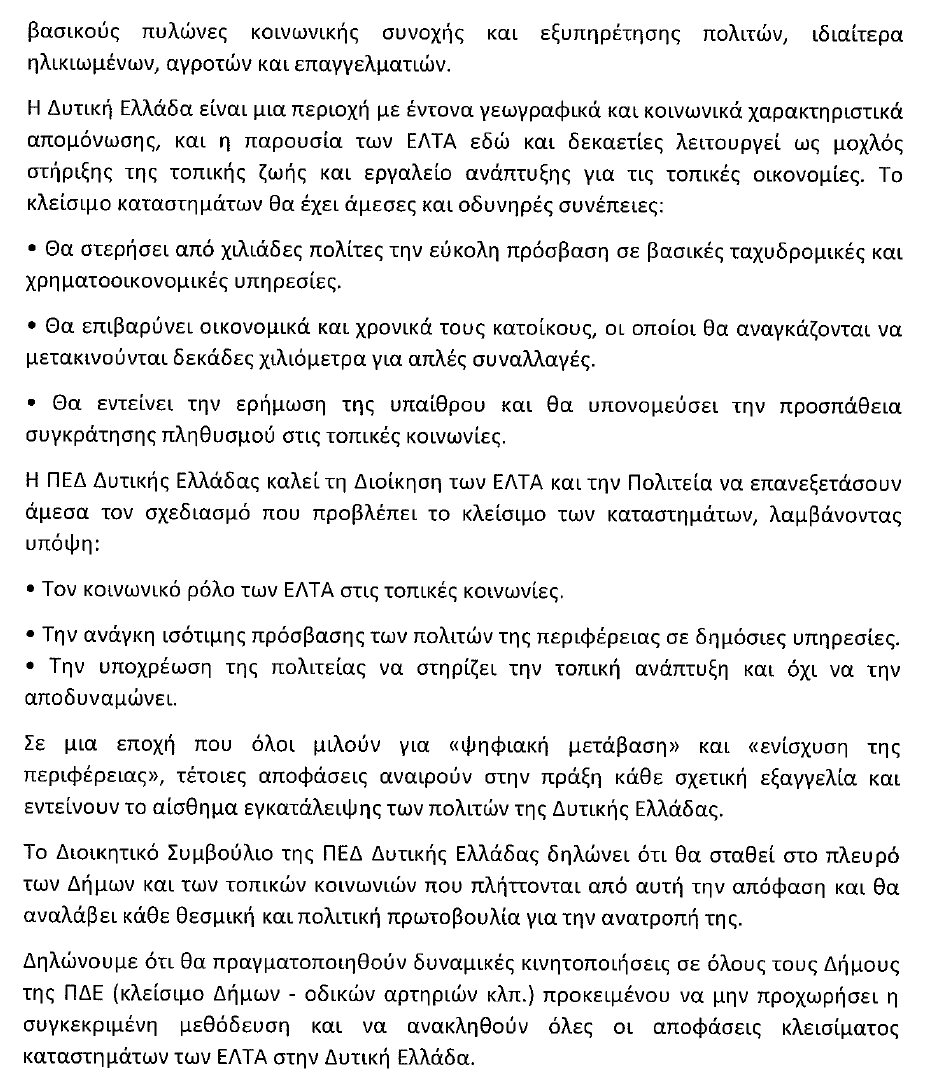 βασικούς πυλώνες κοινωνικής συνοχής και εξυπηρέτησης πολιτών, ιδιαίτερα
ηλικιωμένων, αγροτών και επαγγελματιών.
Η Δυτική Ελλάδα είναι μια περιοχή με έντονα γεωγραφικά και κοινωνικά χαρακτηριστικά
απομόνωσης, και η παρουσία των ΕΛΤΑ εδώ και δεκαετίες λειτουργεί ως μοχλός
στήριξης της τοπικής ζωής και εργαλείο ανάπτυξης για τις τοπικές οικονομίες. Το
κλείσιμο καταστημάτων θα έχει άμεσες και οδυνηρές συνέπειες:
• Θα στερήσει από χιλιάδες πολίτες την εύκολη πρόσβαση σε βασικές ταχυδρομικές και
χρηματοοικονομικές υπηρεσίες.
• Θα επιβαρύνει οικονομικά και χρονικά τους κατοίκους, οι οποίοι θα αναγκάζονται να
μετακινούνται δεκάδες χιλιόμετρα για απλές συναλλαγές.
• Θα εντείνει την ερήμωση της υπαίθρου και θα υπονομεύσει την προσπάθεια
συγκράτησης πληθυσμού στις τοπικές κοινωνίες.
Η ΠΕΔ Δυτικής Ελλάδας καλεί τη Διοίκηση των ΕΛΤΑ και την Πολιτεία να επανεξετάσουν
άμεσα τον σχεδιασμό που προβλέπει το κλείσιμο των καταστημάτων, λαμβάνοντας
υπόψη:
• Τον κοινωνικό ρόλο των ΕΛΤΑ στις τοπικές κοινωνίες.
• Την ανάγκη ισότιμης πρόσβασης των πολιτών της περιφέρειας σε δημόσιες υπηρεσίες.
• Την υποχρέωση της πολιτείας να στηρίζει την τοπική ανάπτυξη και όχι να την
αποδυναμώνει.
Σε μια εποχή που όλοι μιλούν για «ψηφιακή μετάβαση» και «ενίσχυση της
περιφέρειας», τέτοιες αποφάσεις αναιρούν στην πράξη κάθε σχετική εξαγγελία και
εντείνουν το αίσθημα εγκατάλειψης των πολιτών της Δυτικής Ελλάδας.
Το Διοικητικό Συμβούλιο της ΠΕΔ Δυτικής Ελλάδας δηλώνει ότι θα σταθεί στο πλευρό
των Δήμων και των τοπικών κοινωνιών που πλήττονται από αυτή την απόφαση και θα
αναλάβει κάθε θεσμική και πολιτική πρωτοβουλία για την ανατροπή της.
Δηλώνουμε ότι θα πραγματοποιηθούν δυναμικές κινητοποιήσεις σε όλους τους Δήμους
της ΠΔΕ (κλείσιμο Δήμων - οδικών αρτηριών κλπ.) προκειμένου να μην προχωρήσει η
συγκεκριμένη μεθόδευση και να ανακληθούν όλες οι αποφάσεις κλεισίματος
καταστημάτων των ΕΛΤΑ στην Δυτική Ελλάδα.